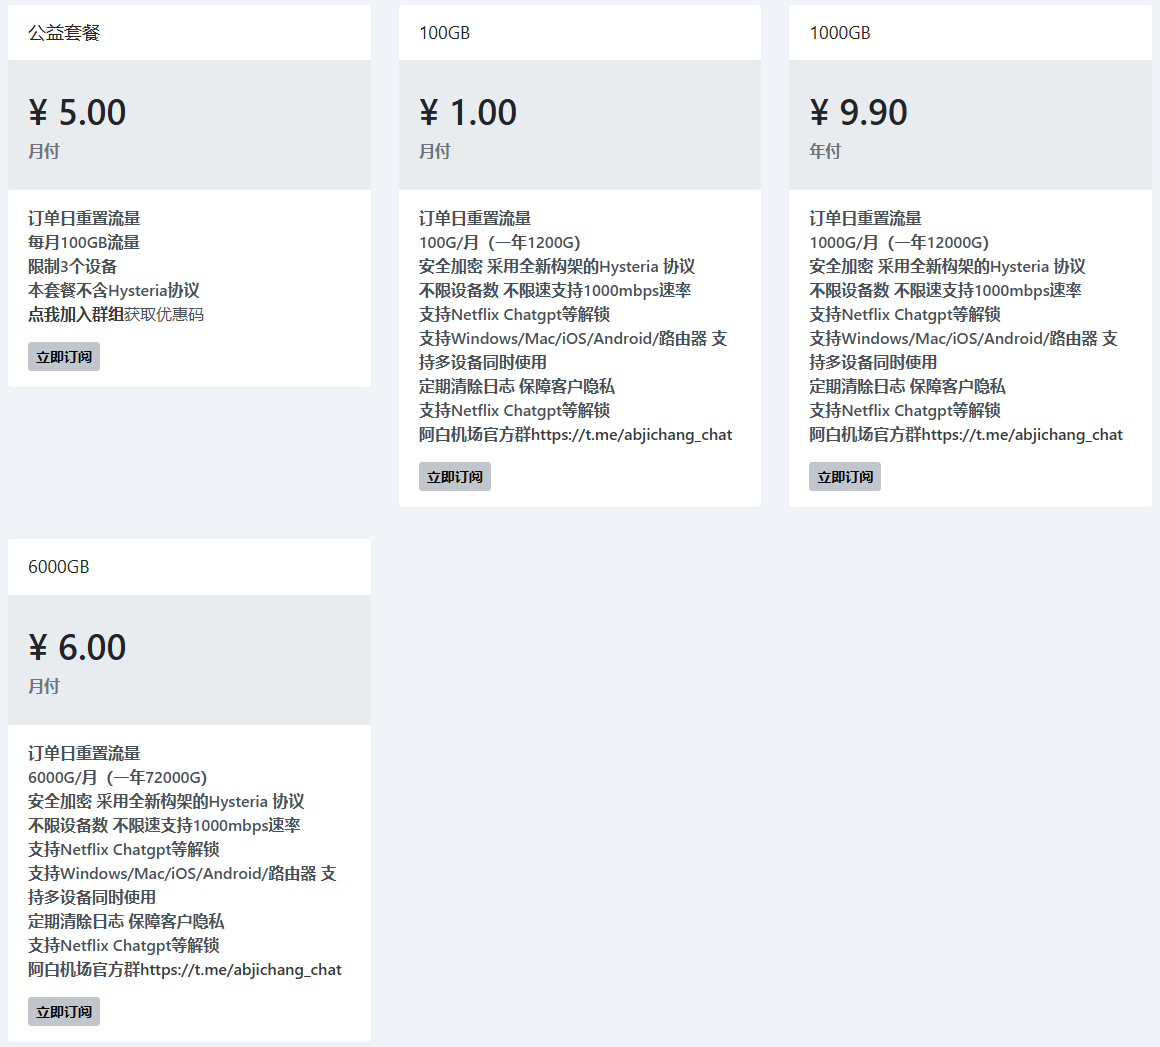 公益套餐
¥ 5.00
月付
订单日重置流量
每月100GB流量
限制3个设备
本套餐不含Hysteria协议
点我加入群组获取优惠码
立即订阅
100GB
¥ 1.00
月付
订单日重置流量
100G/月（一年1200G）
安全加密 采用全新构架的Hysteria 协议
不限设备数 不限速支持1000mbps速率
支持Netflix Chatgpt等解锁
支持Windows/Mac/iOS/Android/路由器 支
持多设备同时使用
定期清除日志 保障客户隐私
支持Netflix Chatgpt等解锁
阿白机场官方群https://t.me/abjichang_chat
立即订阅
1000GB
¥ 9.90
年付
订单日重置流量
1000G/月（一年12000G）
安全加密 采用全新构架的Hysteria 协议
不限设备数 不限速支持1000mbps速率
支持Netflix Chatgpt等解锁
支持Windows/Mac/iOS/Android/路由器 支
持多设备同时使用
定期清除日志 保障客户隐私
支持Netflix Chatgpt等解锁
阿白机场官方群https://t.me/abjichang_chat
立即订阅
6000GB
¥ 6.00
月付
订单日重置流量
6000G/月（一年72000G）
安全加密 采用全新构架的Hysteria 协议
不限设备数 不限速支持1000mbps速率
支持Netflix Chatgpt等解锁
支持Windows/Mac/iOS/Android/路由器 支
持多设备同时使用
定期清除日志 保障客户隐私
支持Netflix Chatgpt等解锁
阿白机场官方群https://t.me/abjichang_chat
立即订阅